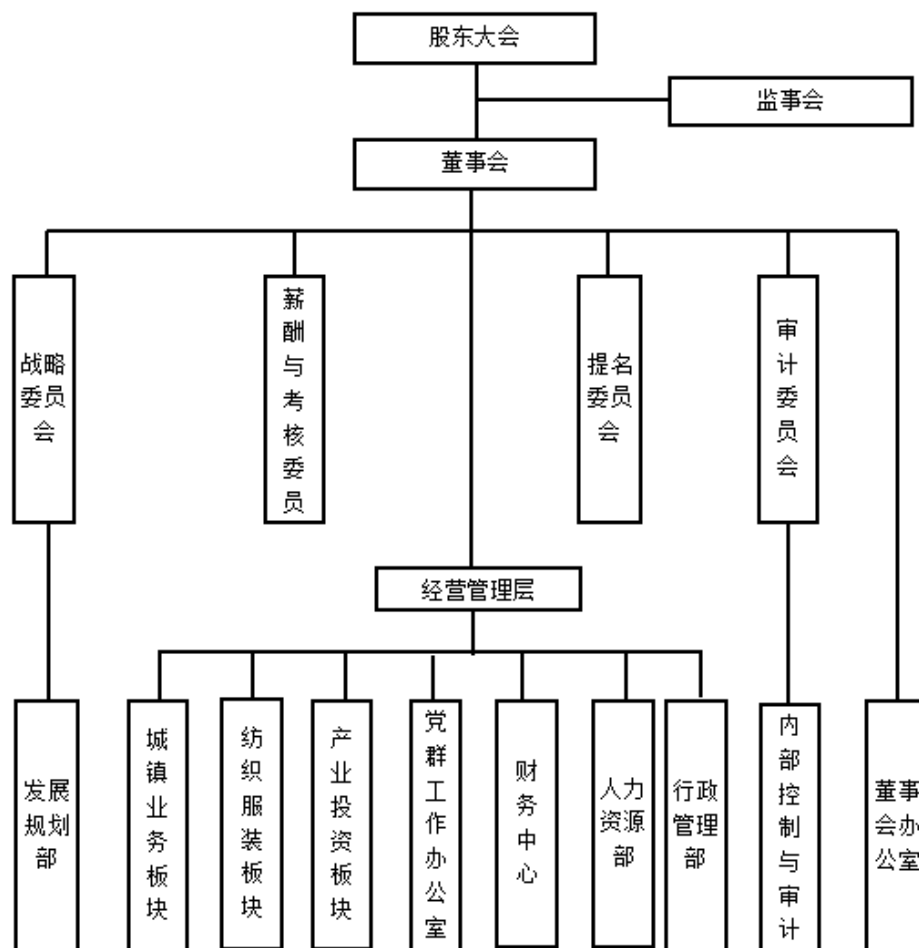 股东大会
监事会
董事会
战略
委员
会
薪
酬
与
考
核
委
员
提名
委员
会
审
计
委
员
会
经营管理层
发展
规划
部
城
镇
业
务
板
块
纺
织
服
装
板
块
产
业
投
资
板
块
党
群
工
作
办
公
室
财
务
中
心
人力
资源
部
行政
管理
部
内
部
控
制
与
审
计
董事
会办
公室